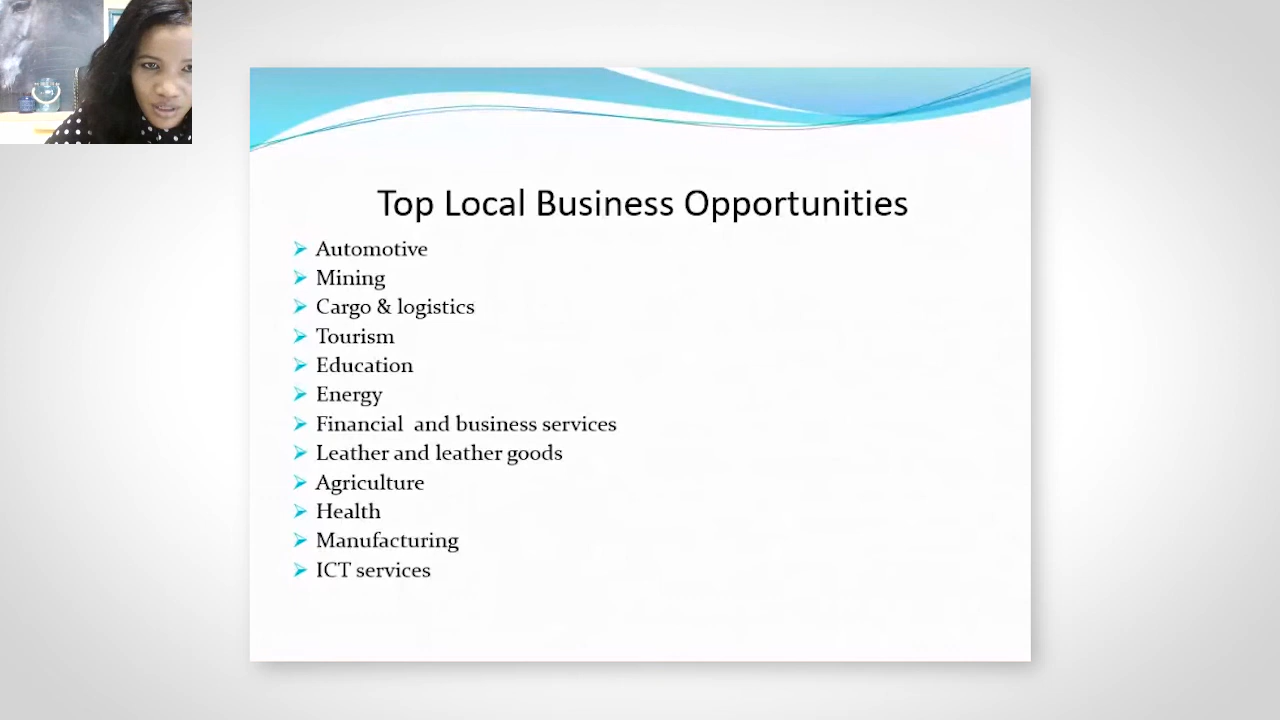 Top Local Business Opportunities
Automotive
Mining
Cargo & logistics
Tourism
Education
Energy
Financial and business services
Leather and leather goods
Agriculture
Health
Manufacturing
ICT services